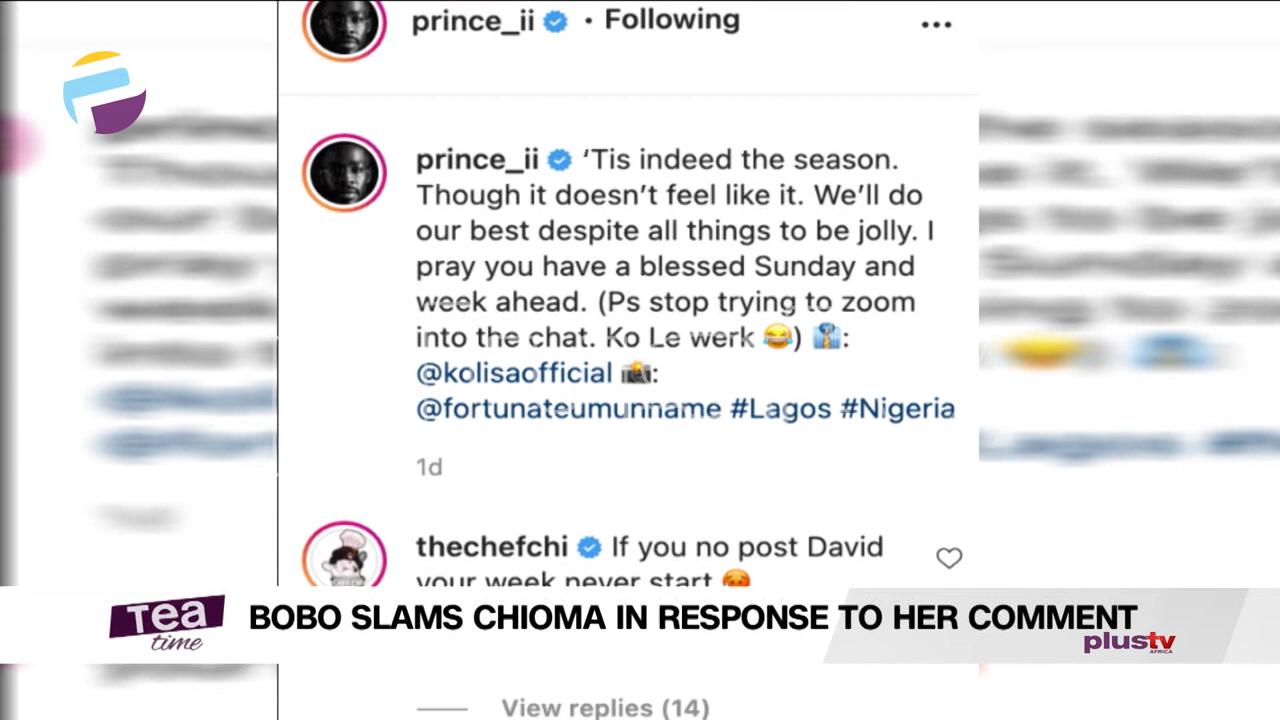 prince_ii • Following
prince_ii 'Tis indeed the season.
Though it doesn't feel like it. We'll do
our best despite all things to be jolly. I
pray you have a blessed Sunday and
week ahead. (Ps stop trying to zoom
into the chat. Ko Le werk 😂) 👔:
@kolisaofficial 📸:
@fortunateumunname #Lagos #Nigeria
1d
thechefchi If you no post David
your week never start 🥵
Tea
time
BOBO SLAMS CHIOMA IN RESPONSE TO HER COMMENT
plustv
AFRICA
View replies (14)